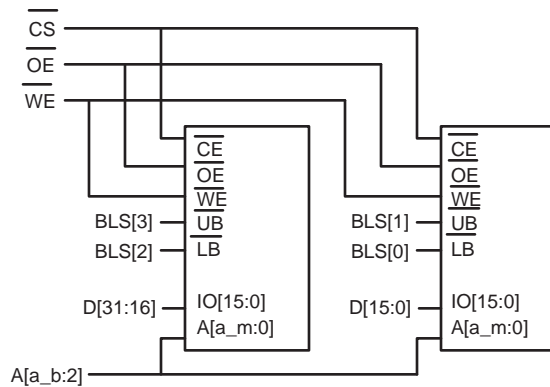 CS
OE
WE
CE
OE
WE
BLS[3] UB
BLS[2] LB
D[31:16] IO[15:0]
A[a_m:0]
CE
OE
WE
BLS[1] UB
BLS[0] LB
D[15:0] IO[15:0]
A[a_m:0]
A[a_b:2]